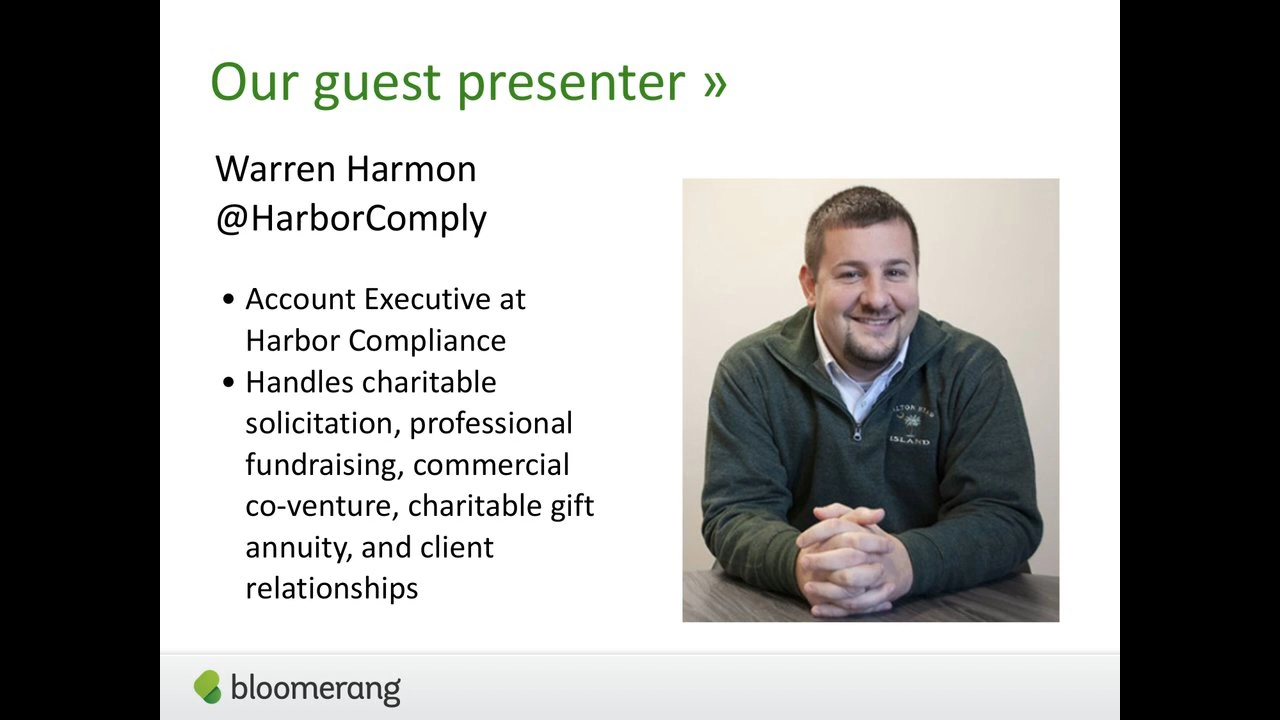 Our guest presenter »
Warren Harmon
@HarborComply
• Account Executive at
Harbor Compliance
• Handles charitable
solicitation, professional
fundraising, commercial
co-venture, charitable gift
annuity, and client
relationships
ISLAND
bloomerang